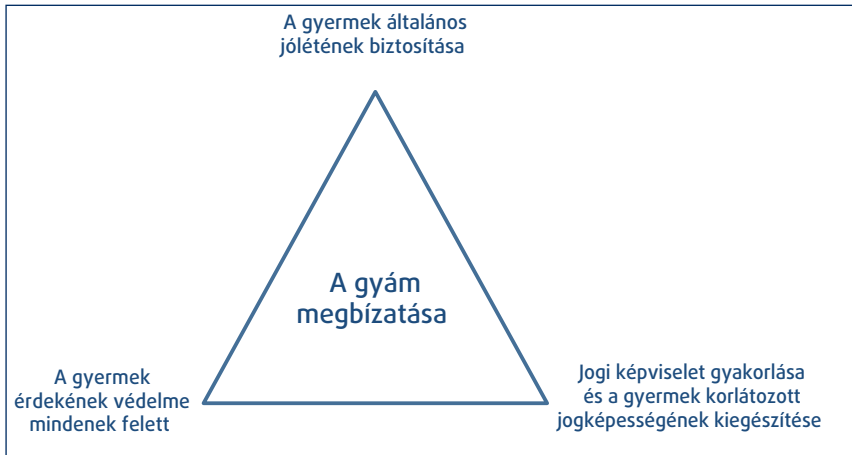 A gyermek általános
jólétének biztosítása
A gyám
megbízatása
A gyermek
érdekének védelme
mindenek felett
Jogi képviselet gyakorlása
és a gyermek korlátozott
jogképességének kiegészítése